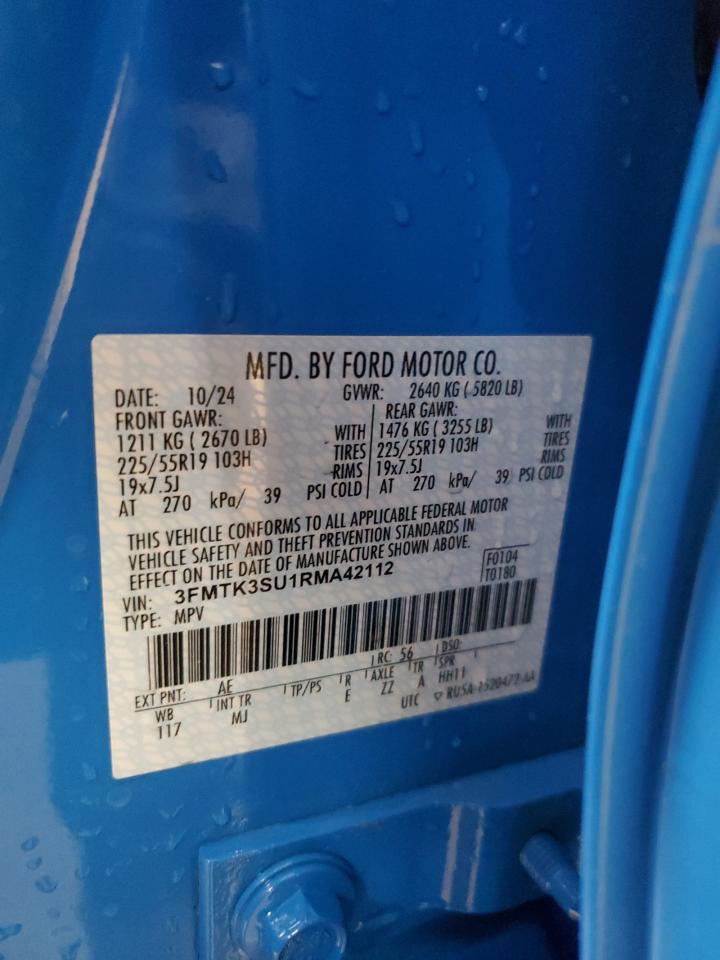 MFD. BY FORD MOTOR CO.
DATE: 10/24 GVWR: 2640 KG ( 5820 LB)
FRONT GAWR: REAR GAWR:
1211 KG ( 2670 LB) WITH 1476 KG ( 3255 LB) WITH
225/55R19 103H TIRES 225/55R19 103H TIRES
19x7.5J RIMS 19x7.5J RIMS
AT 270 kPa/ 39 PSI COLD AT 270 kPa/ 39 PSI COLD
THIS VEHICLE CONFORMS TO ALL APPLICABLE FEDERAL MOTOR
VEHICLE SAFETY AND THEFT PREVENTION STANDARDS IN
EFFECT ON THE DATE OF MANUFACTURE SHOWN ABOVE.
VIN: 3FMTK3SU1RMA42112 F0104
TYPE: MPV T0180
EXT PNT: AE RC: 56 DSO:
WB INT TR TP/PS R AXLE TR SPR
117 MJ E ZZ A HH11
UTC ▽ RU5A-1520472-AA